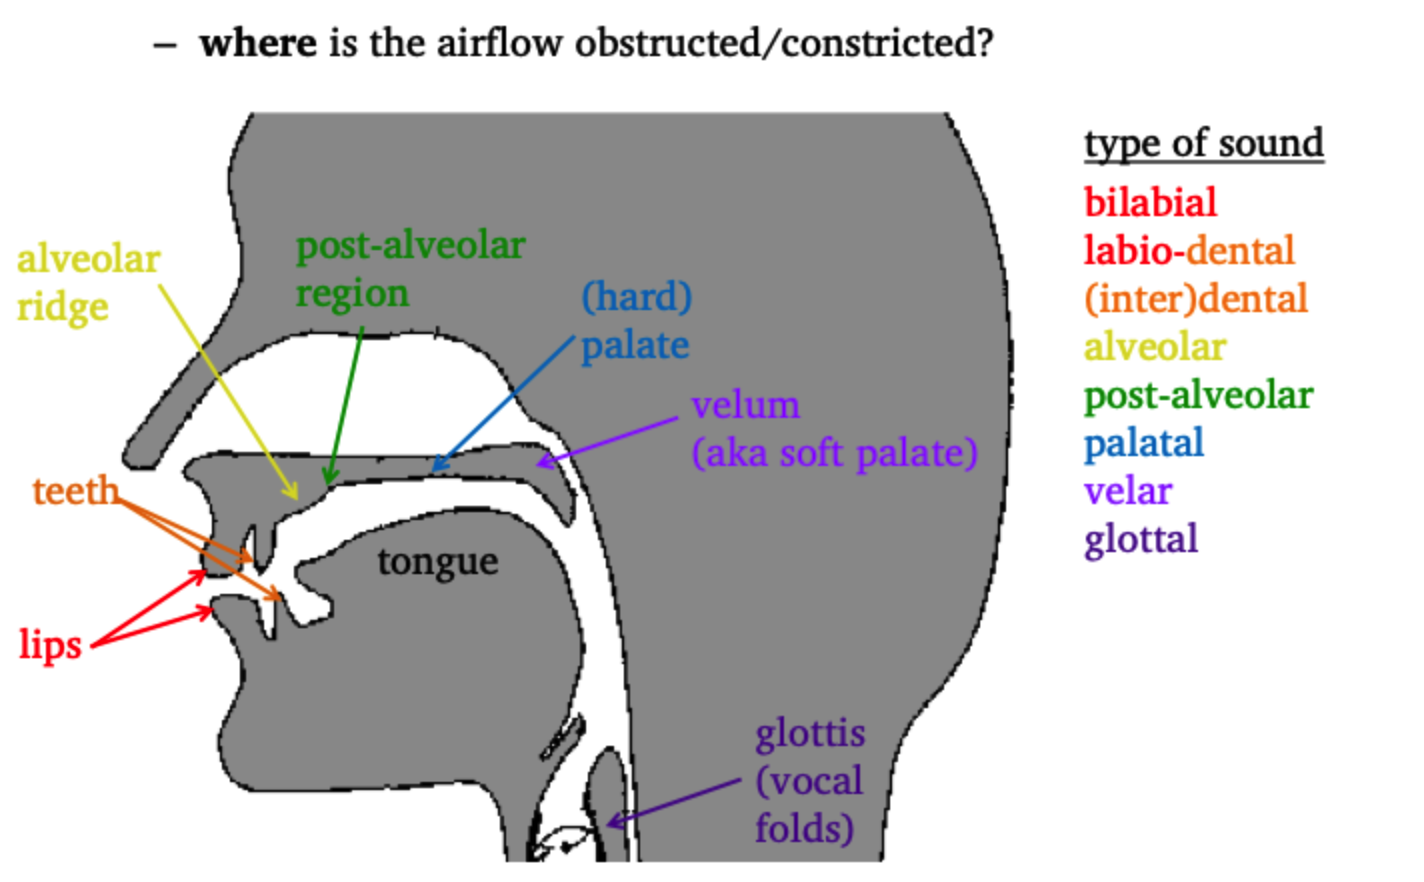 – where is the airflow obstructed/constricted?
type of sound
bilabial
labio-dental
(inter)dental
alveolar
post-alveolar
palatal
velar
glottal
alveolar
ridge
post-alveolar
region
(hard)
palate
velum
(aka soft palate)
teeth
tongue
lips
glottis
(vocal
folds)